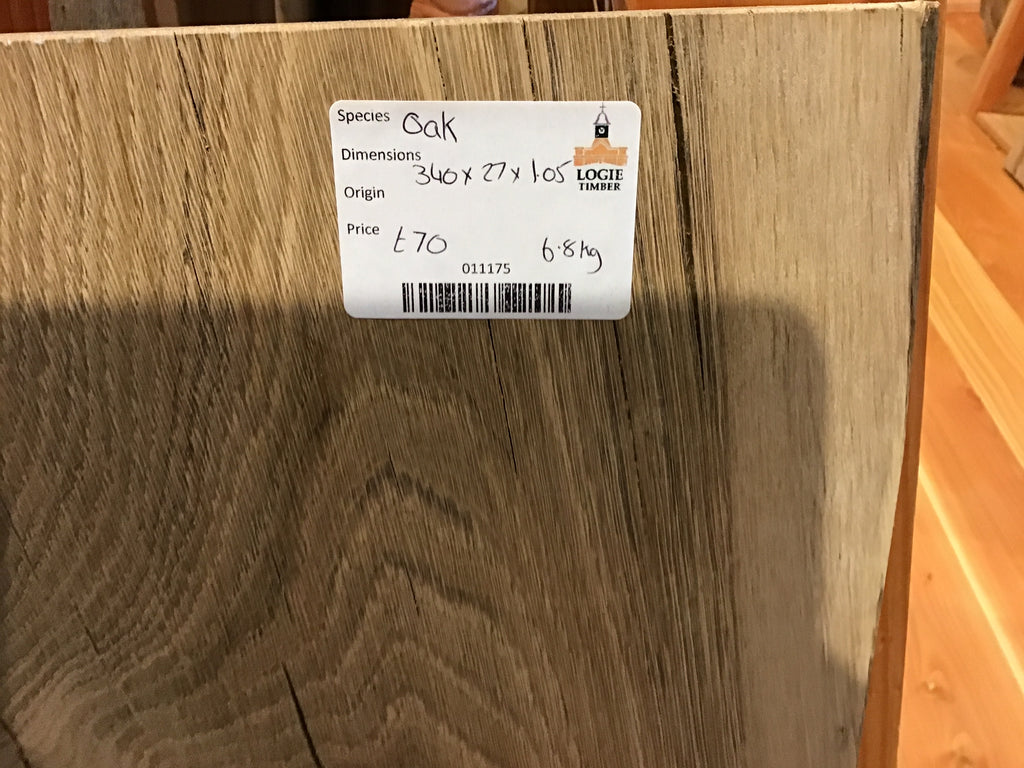 Species Oak
Dimensions 340 x 27 x 1.05
LOGIE
TIMBER
Origin
Price £70 6.8kg
011175